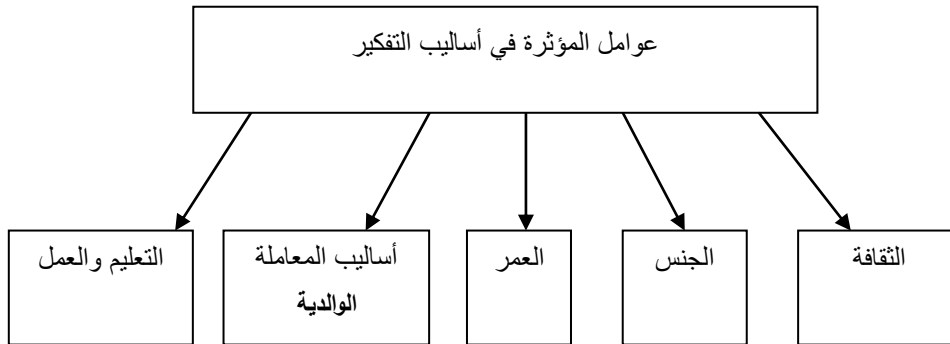 عوامل المؤثرة في أساليب التفكير
الثقافة
الجنس
العمر
أساليب المعاملة
الوالدية
التعليم والعمل